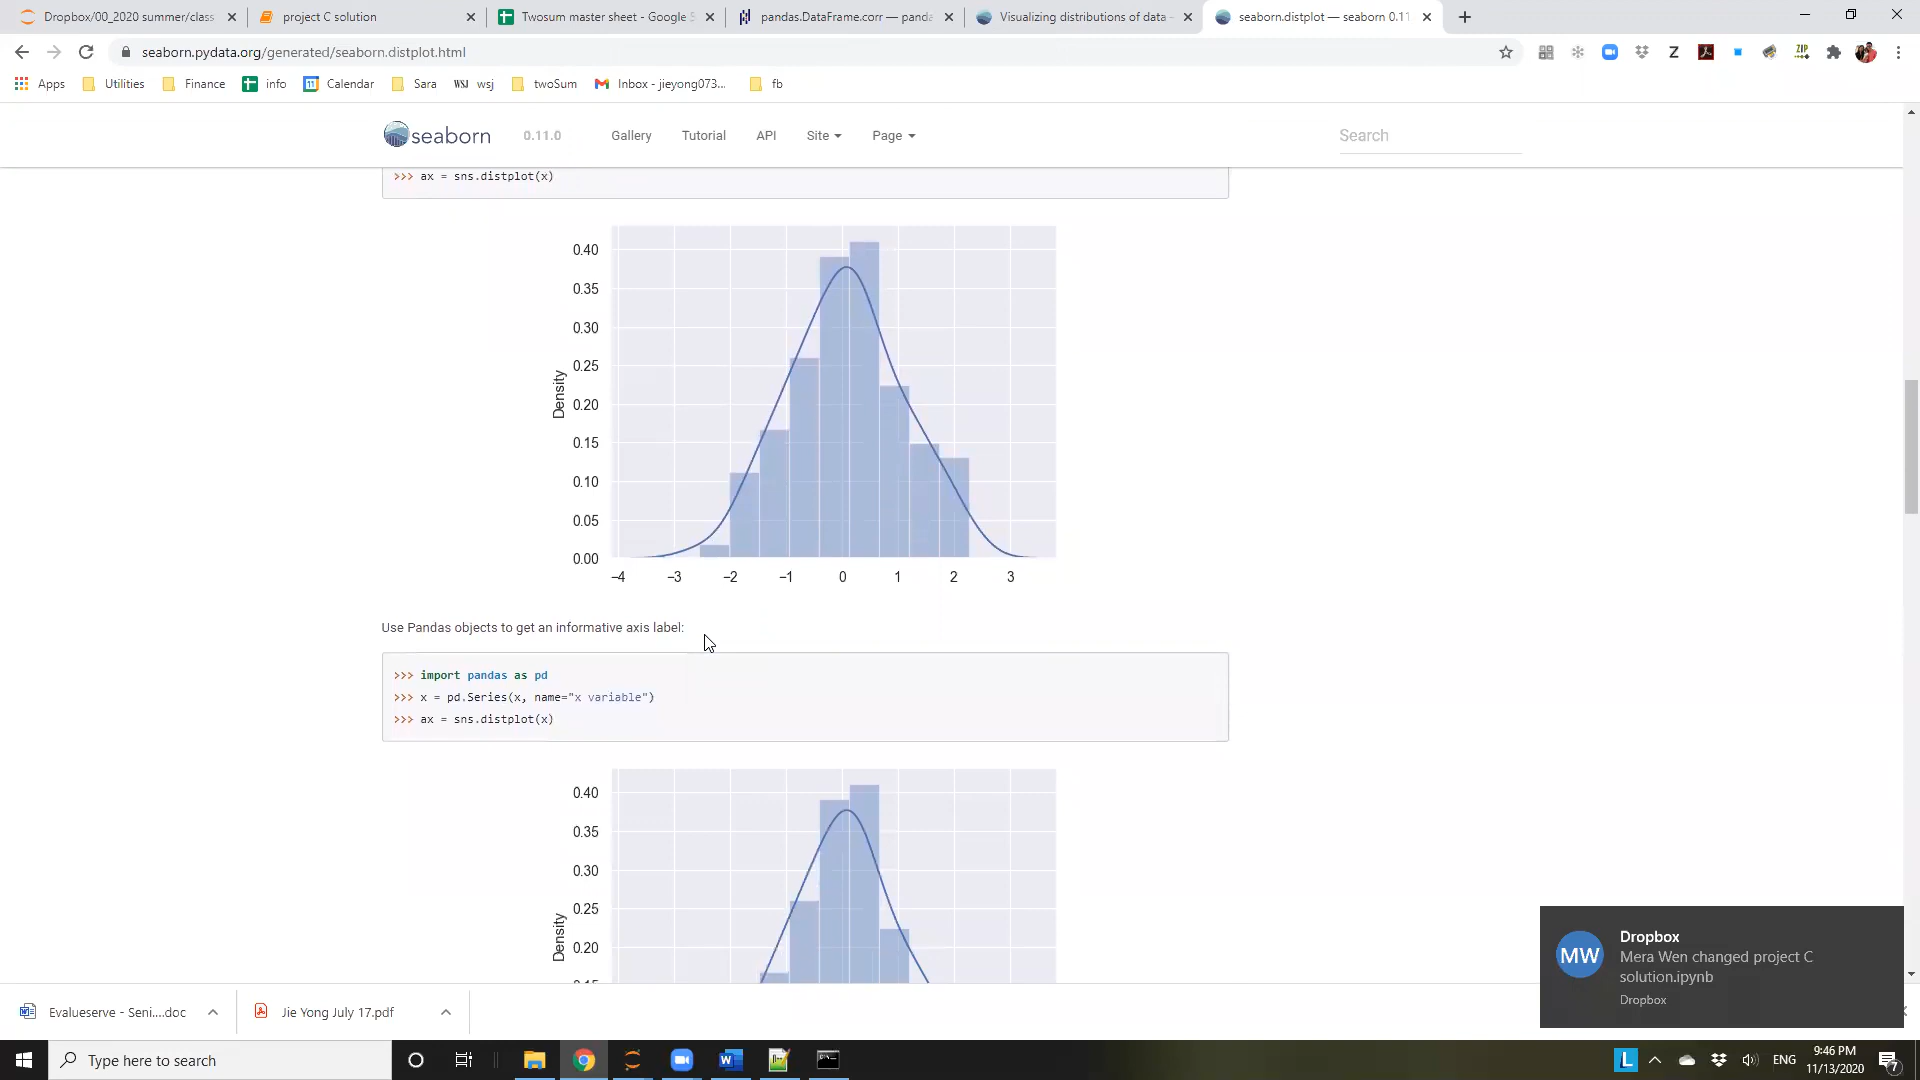 Dropbox/00_2020 summer/class
project C solution
Twosum master sheet - Google S
pandas.DataFrame.corr — panda
Visualizing distributions of data -
seaborn.distplot — seaborn 0.11
seaborn.pydata.org/generated/seaborn.distplot.html
Apps
Utilities
Finance
info
Calendar
Sara
WSJ wsj
twoSum
Inbox - jieyong073...
fb
seaborn
0.11.0
Gallery
Tutorial
API
Site
Page
Search
>>> ax = sns.distplot(x)
0.40
0.35
0.30
0.25
0.20
0.15
0.10
0.05
0.00
Density
−4 −3 −2 −1 0 1 2 3
Use Pandas objects to get an informative axis label:
>>> import pandas as pd
>>> x = pd.Series(x, name="x variable")
>>> ax = sns.distplot(x)
0.40
0.35
0.30
0.25
0.20
Density
MW
Dropbox
Mera Wen changed project C
solution.ipynb
Dropbox
Evalueserve - Seni....doc
Jie Yong July 17.pdf
Type here to search
L
ENG
9:46 PM
11/13/2020
7